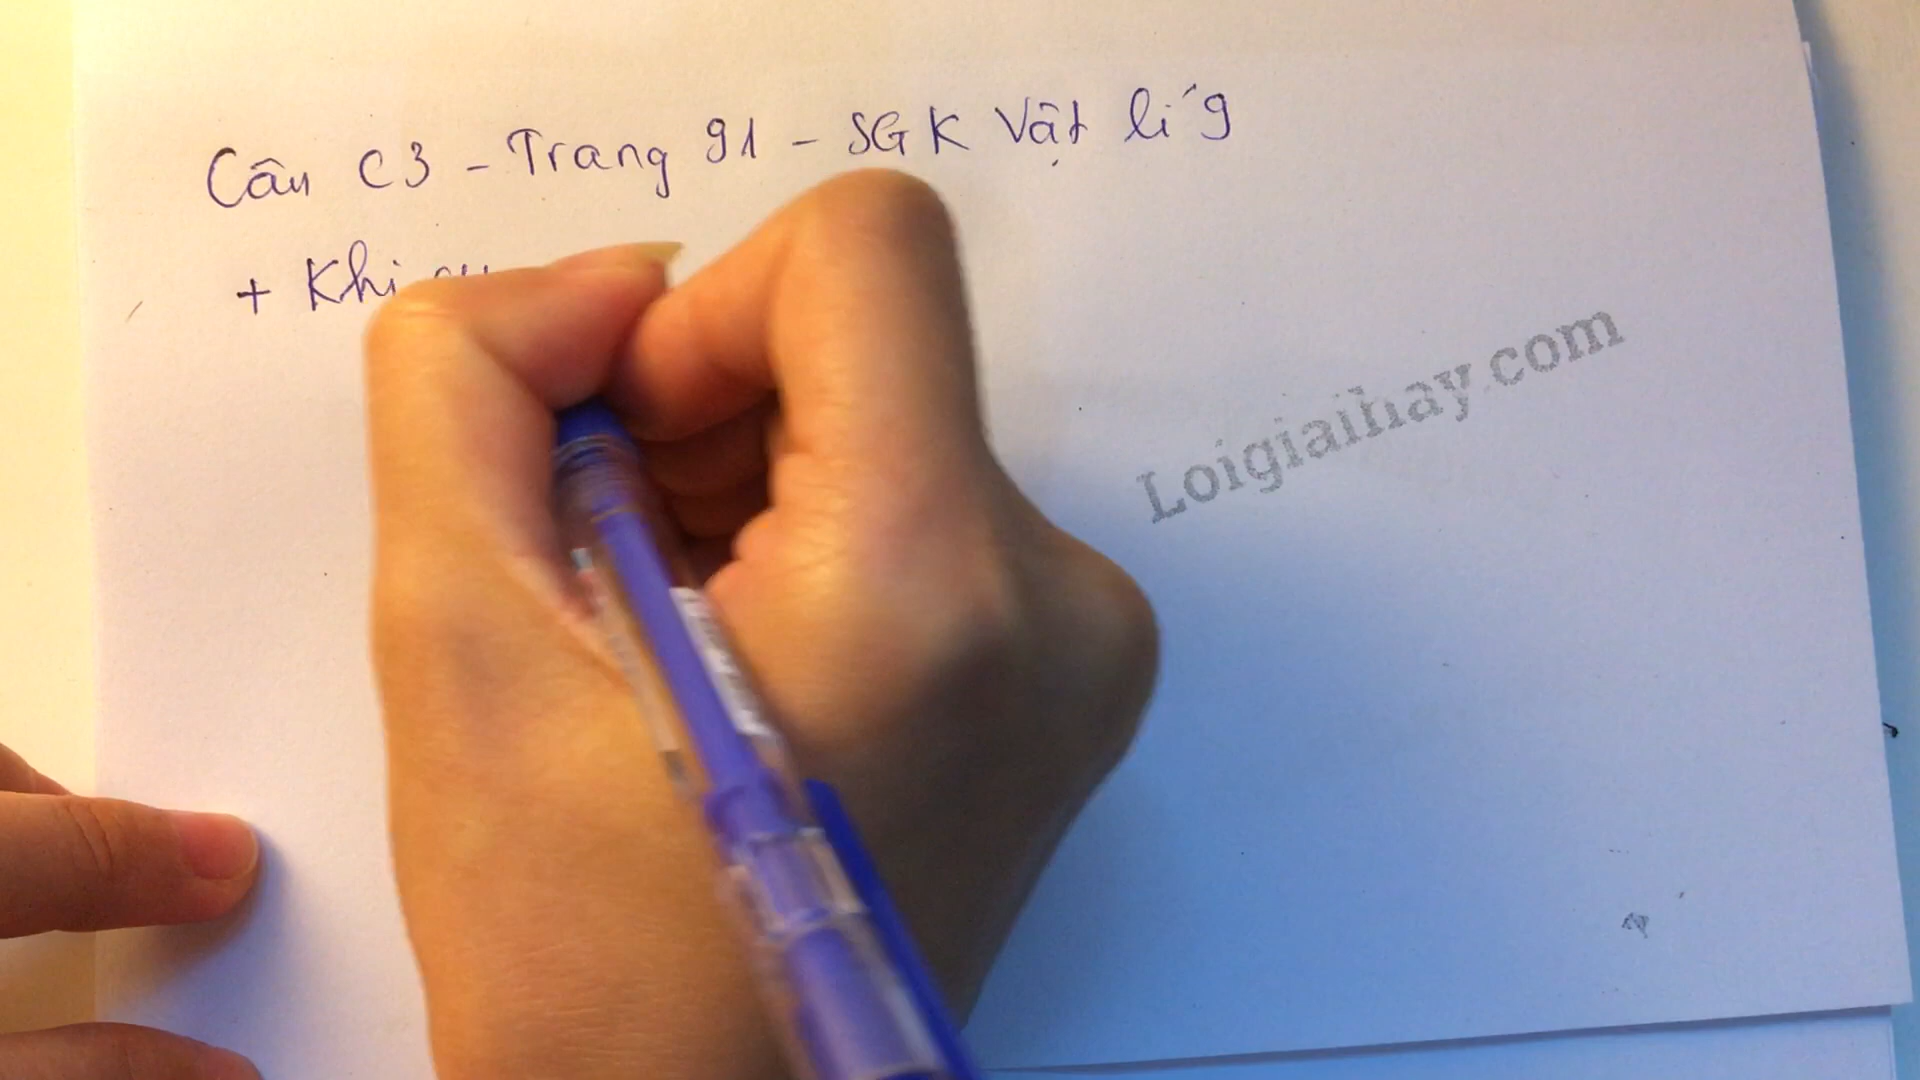 Câu C3 - Trang 91 - SGK Vật lí 9
+ Khi
Loigiaihay.com